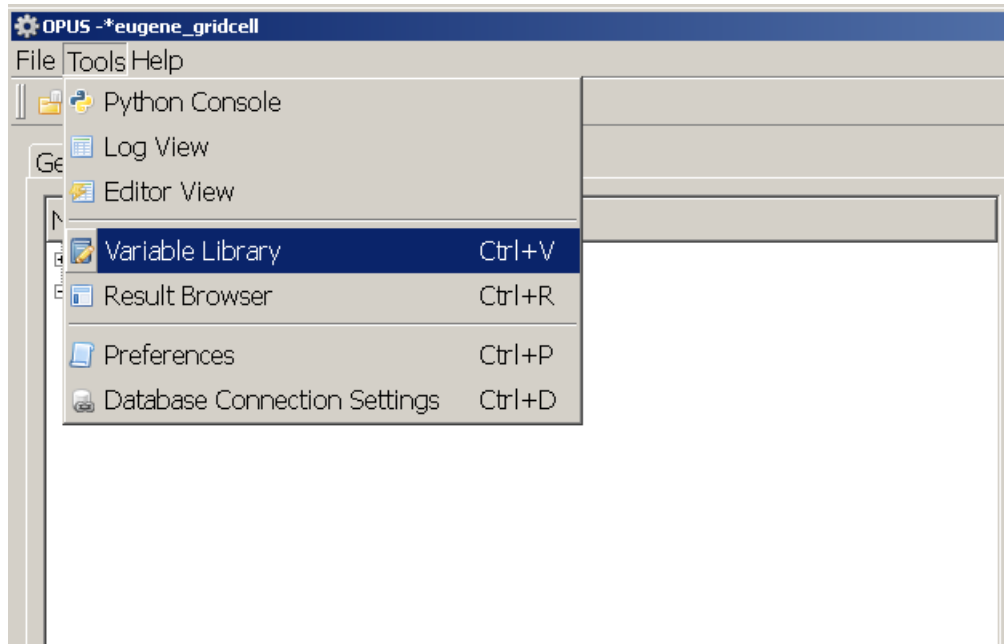 OPUS -*eugene_gridcell
File Tools Help
Python Console
Ge
Log View
Editor View
Variable Library Ctrl+V
Result Browser Ctrl+R
Preferences Ctrl+P
Database Connection Settings Ctrl+D